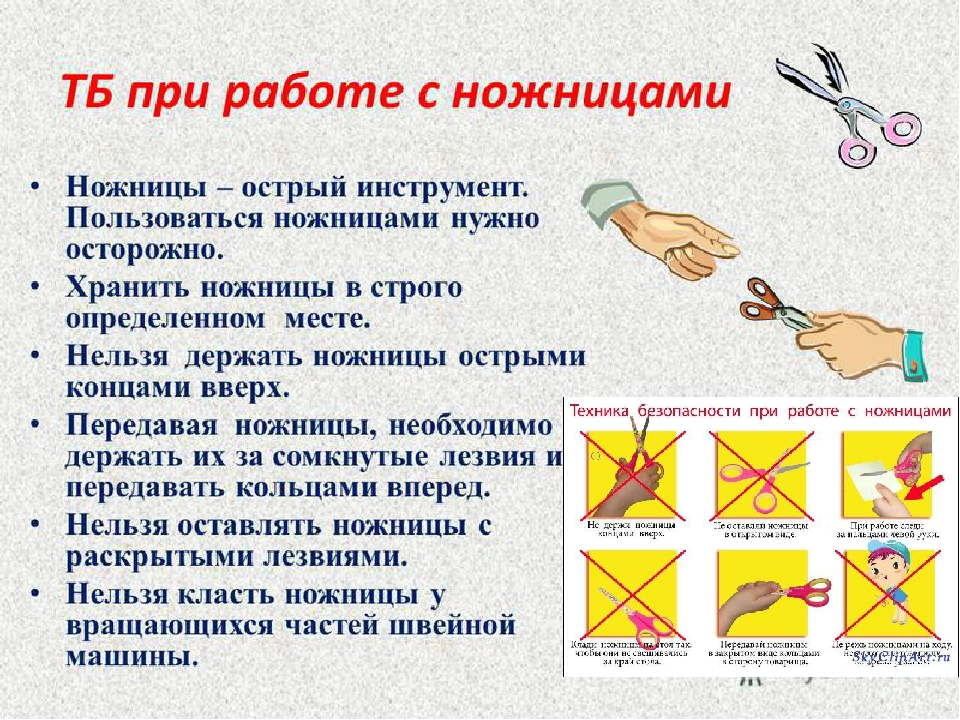 ТБ при работе с ножницами
• Ножницы – острый инструмент.
Пользоваться ножницами нужно
осторожно.
• Хранить ножницы в строго
определенном месте.
• Нельзя держать ножницы острыми
концами вверх.
• Передавая ножницы, необходимо
держать их за сомкнутые лезвия и
передавать кольцами вперед.
• Нельзя оставлять ножницы с
раскрытыми лезвиями.
• Нельзя класть ножницы у
вращающихся частей швейной
машины.
Техника безопасности при работе с ножницами
Не держи ножницы
концами вверх.
Не оставляй ножницы
в открытом виде.
При работе следи
за пальцами левой руки.
Клади ножницы на стол так,
чтобы они не свешивались
за край стола.
Передавай ножницы
в закрытом виде кольцами
в сторону товарища.
Не режь ножницами на ходу,
SkyClipArt.ru